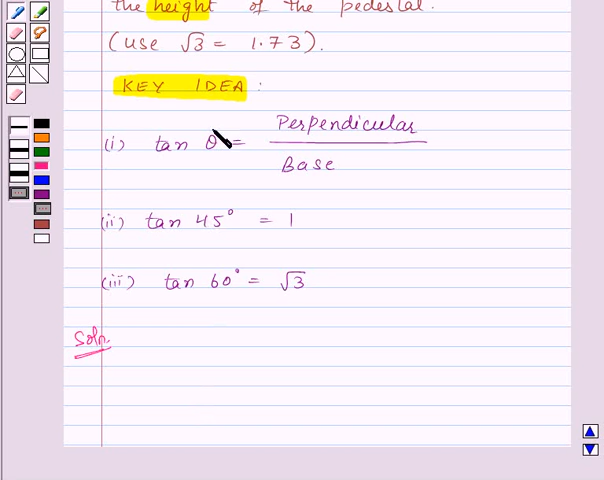 the height of the pedestal.
(use √3 = 1.73).
KEY IDEA :
(i) tan θ = Perpendicular / Base
(ii) tan 45° = 1
(iii) tan 60° = √3
Soln.